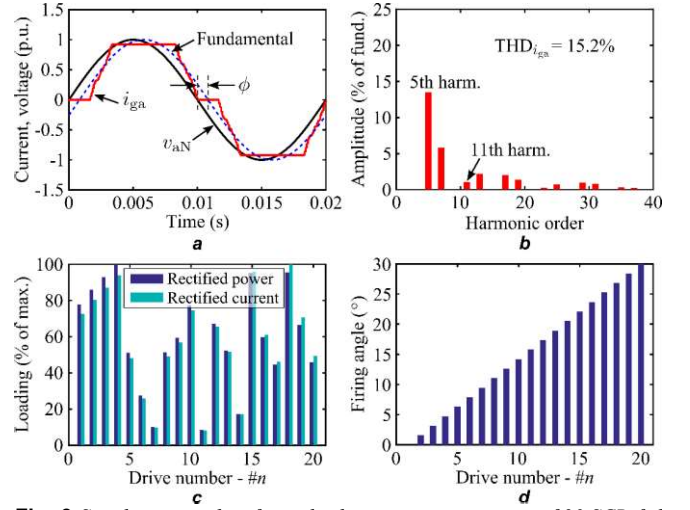 Current, voltage (p.u.)
1.5
1
0.5
0
-0.5
-1
-1.5
Fundamental
ϕ
i_ga
v_aN
0
0.005
0.01
0.015
0.02
Time (s)
a
Amplitude (% of fund.)
25
20
15
10
5
0
THD_i_ga = 15.2%
5th harm.
11th harm.
0
10
20
30
40
Harmonic order
b
Loading (% of max.)
100
80
60
40
20
0
Rectified power
Rectified current
0
5
10
15
20
Drive number - #n
c
Firing angle (°)
30
25
20
15
10
5
0
0
5
10
15
20
Drive number - #n
d